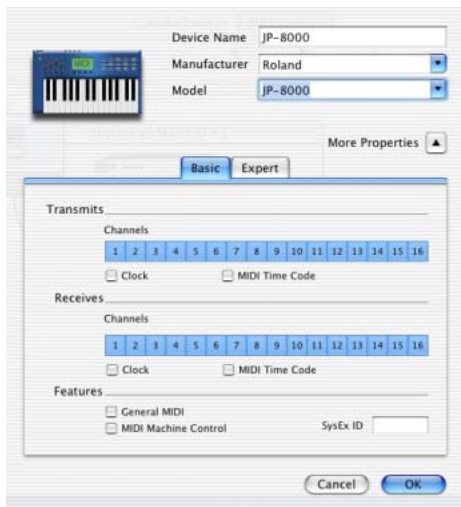 Device Name JP-8000
Manufacturer Roland
MIDI
Model JP-8000
More Properties
Basic Expert
Transmits
Channels
1 2 3 4 5 6 7 8 9 10 11 12 13 14 15 16
Clock MIDI Time Code
Receives
Channels
1 2 3 4 5 6 7 8 9 10 11 12 13 14 15 16
Clock MIDI Time Code
Features
General MIDI
MIDI Machine Control SysEx ID
Cancel OK